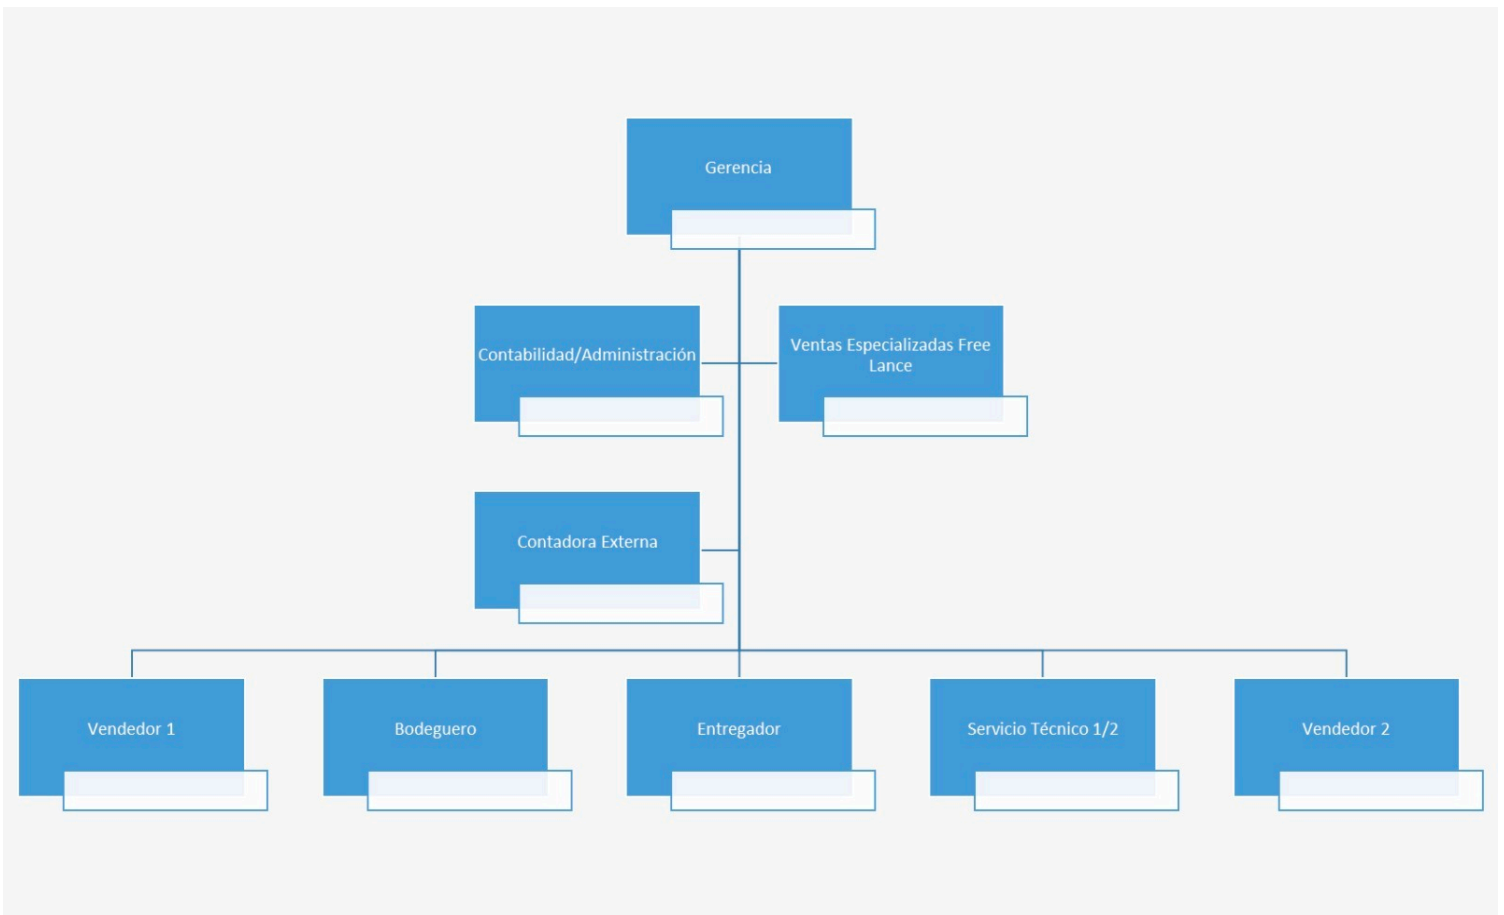 Gerencia
Contabilidad/Administración
Ventas Especializadas Free
Lance
Contadora Externa
Vendedor 1
Bodeguero
Entregador
Servicio Técnico 1/2
Vendedor 2